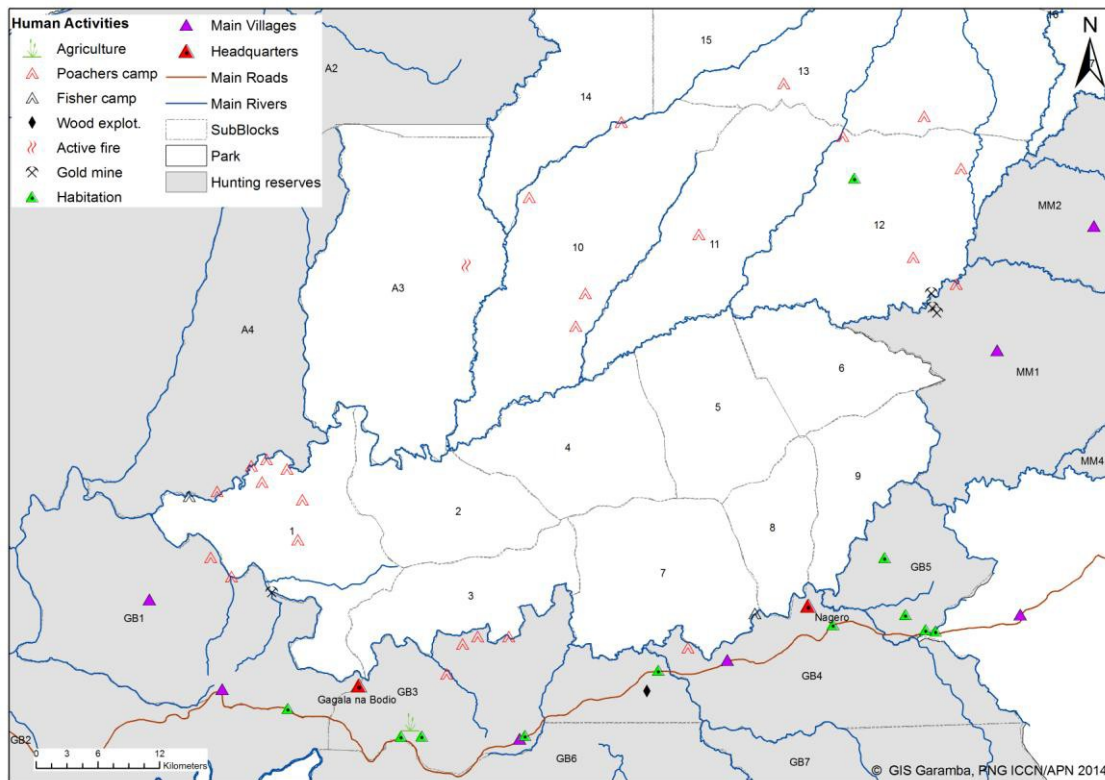 Human Activities
Agriculture
Poachers camp
Fisher camp
Wood explot.
Active fire
Gold mine
Habitation
Main Villages
Headquarters
Main Roads
Main Rivers
SubBlocks
Park
Hunting reserves
N
A2
15
16
13
14
MM2
12
10
11
A3
A4
MM1
6
5
4
MM4
9
2
1
8
7
3
GB5
GB1
Nagero
GB4
Gagala na Bodio
GB3
GB2
GB6
GB7
0 3 6 12
Kilometers
© GIS Garamba, PNG ICCN/APN 2014